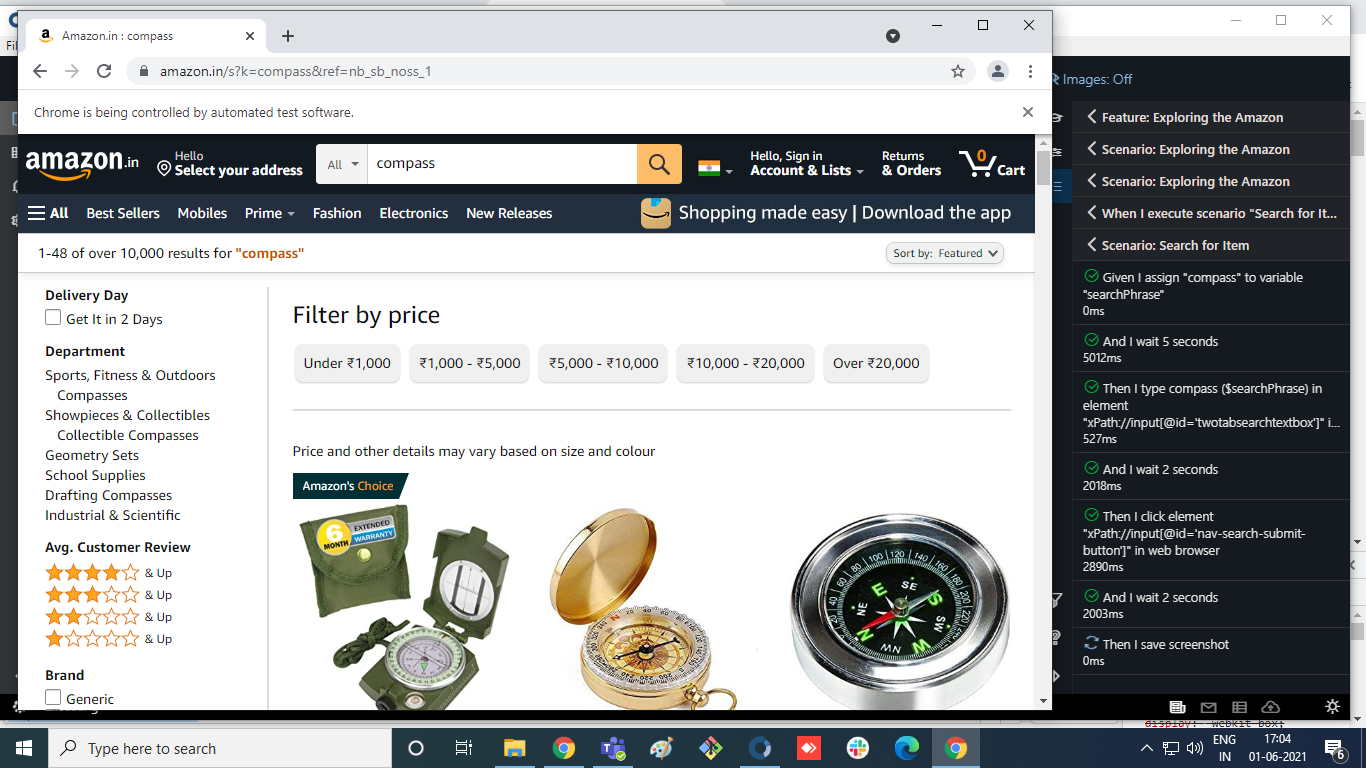 Amazon.in : compass
amazon.in/s?k=compass&ref=nb_sb_noss_1
Chrome is being controlled by automated test software.
amazon.in
Hello
Select your address
All
compass
Hello, Sign in
Account & Lists
Returns
& Orders
0
Cart
All
Best Sellers
Mobiles
Prime
Fashion
Electronics
New Releases
Shopping made easy | Download the app
1-48 of over 10,000 results for "compass"
Sort by: Featured
Delivery Day
Get It in 2 Days
Department
Sports, Fitness & Outdoors
Compasses
Showpieces & Collectibles
Collectible Compasses
Geometry Sets
School Supplies
Drafting Compasses
Industrial & Scientific
Avg. Customer Review
& Up
& Up
& Up
& Up
Brand
Generic
Filter by price
Under ₹1,000
₹1,000 - ₹5,000
₹5,000 - ₹10,000
₹10,000 - ₹20,000
Over ₹20,000
Price and other details may vary based on size and colour
Amazon's Choice
6
MONTH
EXTENDED
WARRANTY
E
SE
S
SW
W
NW
N
NE
Images: Off
Feature: Exploring the Amazon
Scenario: Exploring the Amazon
Scenario: Exploring the Amazon
When I execute scenario "Search for It...
Scenario: Search for Item
Given I assign "compass" to variable
"searchPhrase"
0ms
And I wait 5 seconds
5012ms
Then I type compass ($searchPhrase) in
element
"xPath://input[@id='twotabsearchtextbox']" i...
527ms
And I wait 2 seconds
2018ms
Then I click element
"xPath://input[@id='nav-search-submit-
button']" in web browser
2890ms
And I wait 2 seconds
2003ms
Then I save screenshot
0ms
Type here to search
ENG
IN
17:04
01-06-2021
6